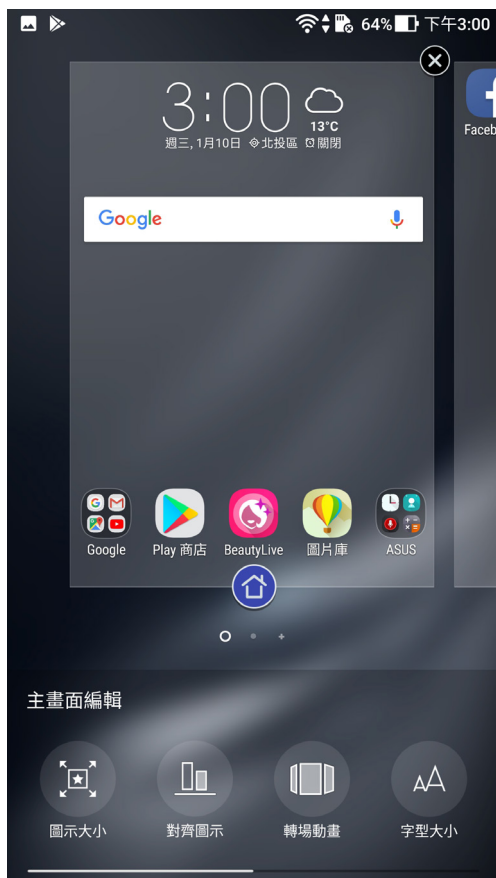 64% 下午3:00
3:00
13°C
週三, 1月10日 北投區 關閉
Faceb
Google
Google Play 商店 BeautyLive 圖片庫 ASUS
主畫面編輯
圖示大小 對齊圖示 轉場動畫 字型大小